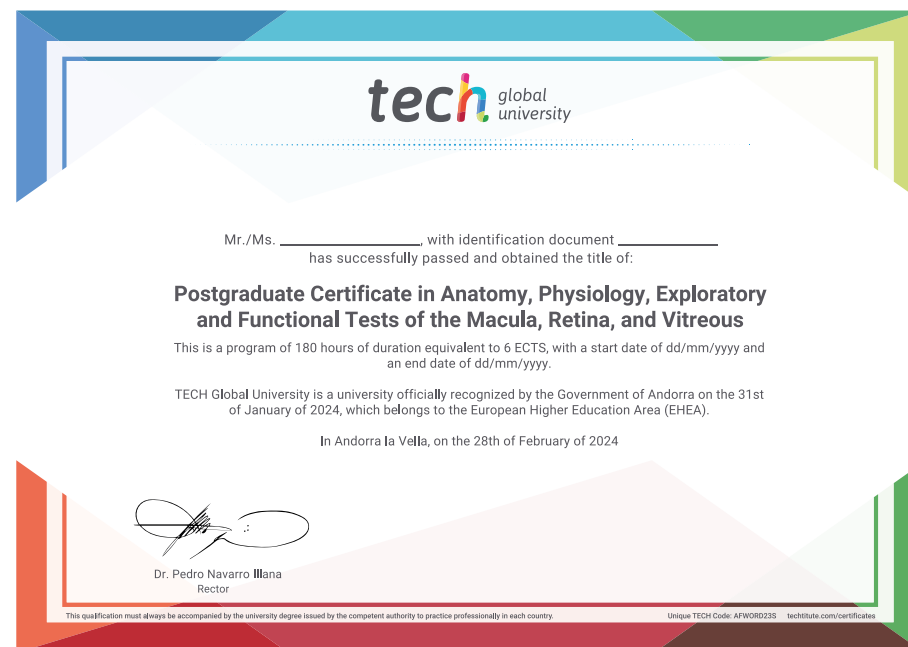 tech global university
Mr./Ms. ____________, with identification document ____________
has successfully passed and obtained the title of:
Postgraduate Certificate in Anatomy, Physiology, Exploratory
and Functional Tests of the Macula, Retina, and Vitreous
This is a program of 180 hours of duration equivalent to 6 ECTS, with a start date of dd/mm/yyyy and
an end date of dd/mm/yyyy.
TECH Global University is a university officially recognized by the Government of Andorra on the 31st
of January of 2024, which belongs to the European Higher Education Area (EHEA).
In Andorra la Vella, on the 28th of February of 2024
Dr. Pedro Navarro Illana
Rector
This qualification must always be accompanied by the university degree issued by the competent authority to practice professionally in each country.
Unique TECH Code: AFWORD23S techtitute.com/certificates